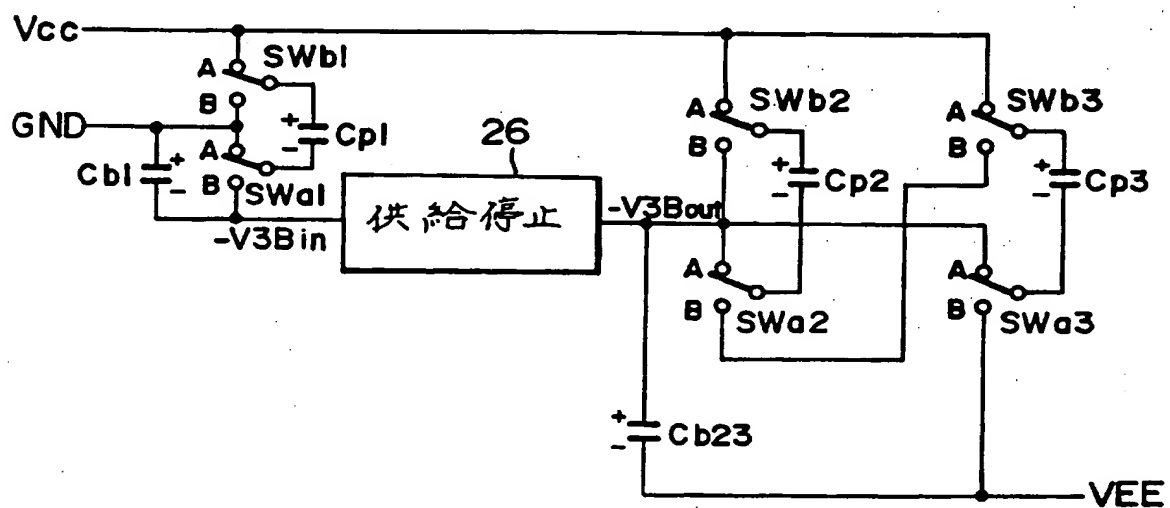 Vcc
SWb1
A
B
+
-
Cp1
GND
+
-
Cb1
A
B
SWa1
-V3Bin
26
供給停止
-V3Bout
A
B
SWb2
+
-
Cp2
A
B
SWa2
A
B
SWb3
+
-
Cp3
A
B
SWa3
+
-
Cb23
VEE